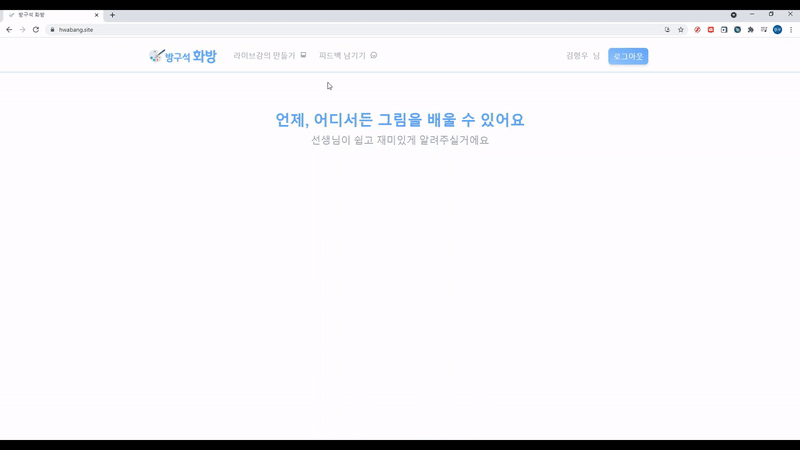 방구석 화방
hwabang.site
방구석 화방
라이브강의 만들기
피드백 남기기
김형우 님
로그아웃
언제, 어디서든 그림을 배울 수 있어요
선생님이 쉽고 재미있게 알려주실거에요